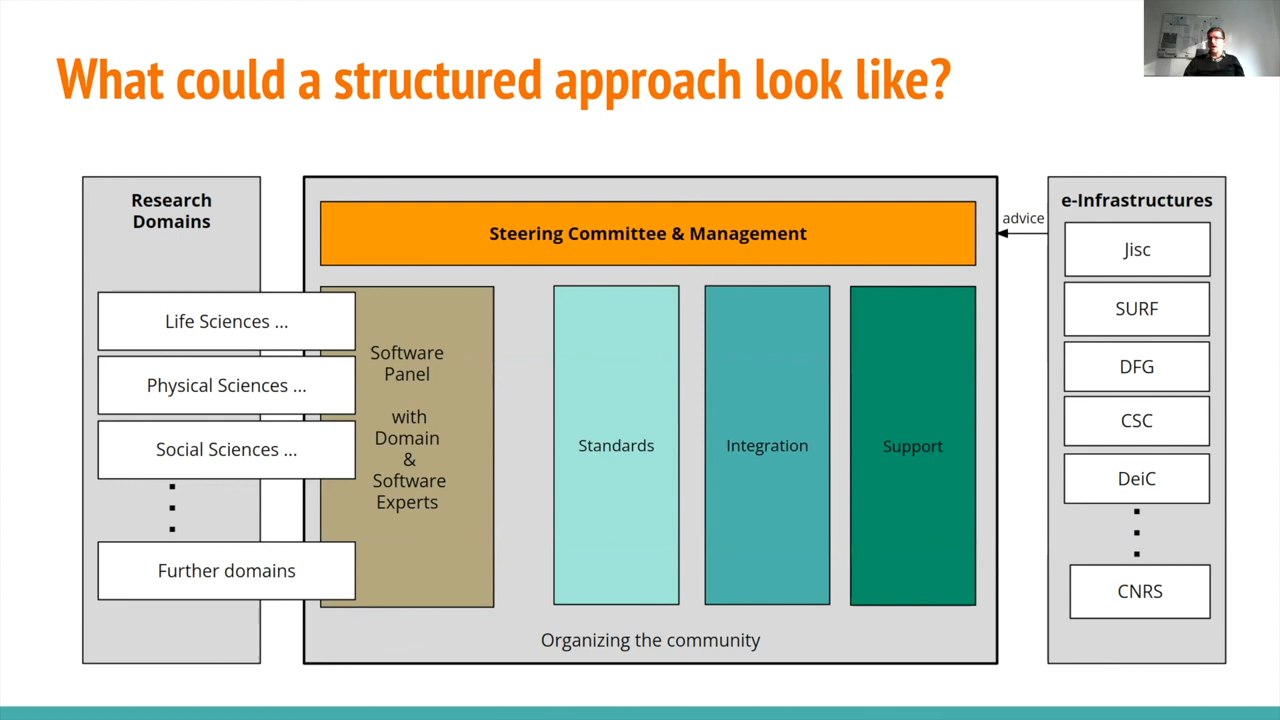 What could a structured approach look like?
Research
Domains
Life Sciences ...
Physical Sciences ...
Social Sciences ...
Further domains
Steering Committee & Management
Software
Panel
with
Domain
&
Software
Experts
Standards
Integration
Support
Organizing the community
advice
e-Infrastructures
Jisc
SURF
DFG
CSC
DeiC
CNRS